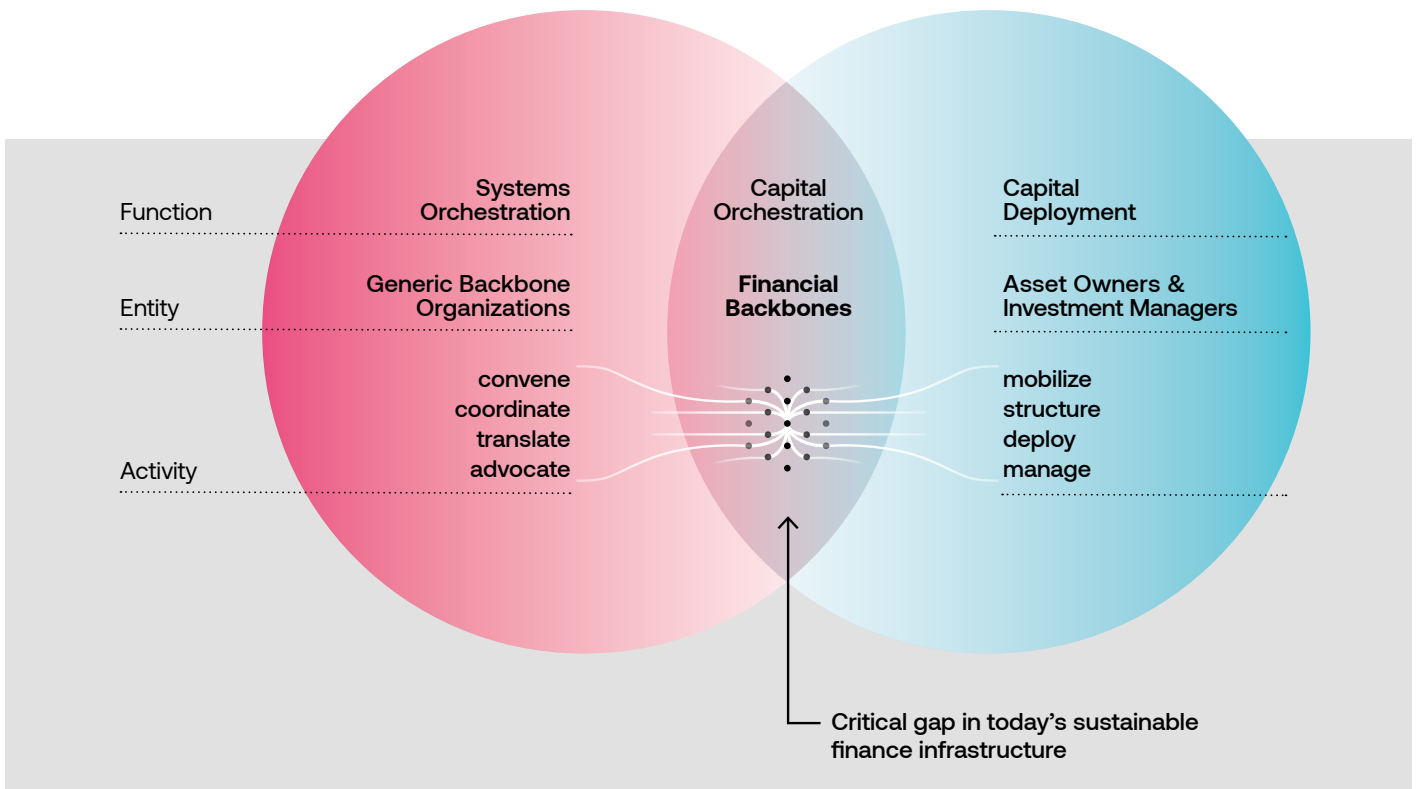 Function
Systems
Orchestration
Capital
Orchestration
Capital
Deployment
Entity
Generic Backbone
Organizations
Financial
Backbones
Asset Owners &
Investment Managers
Activity
convene
coordinate
translate
advocate
mobilize
structure
deploy
manage
Critical gap in today’s sustainable
finance infrastructure